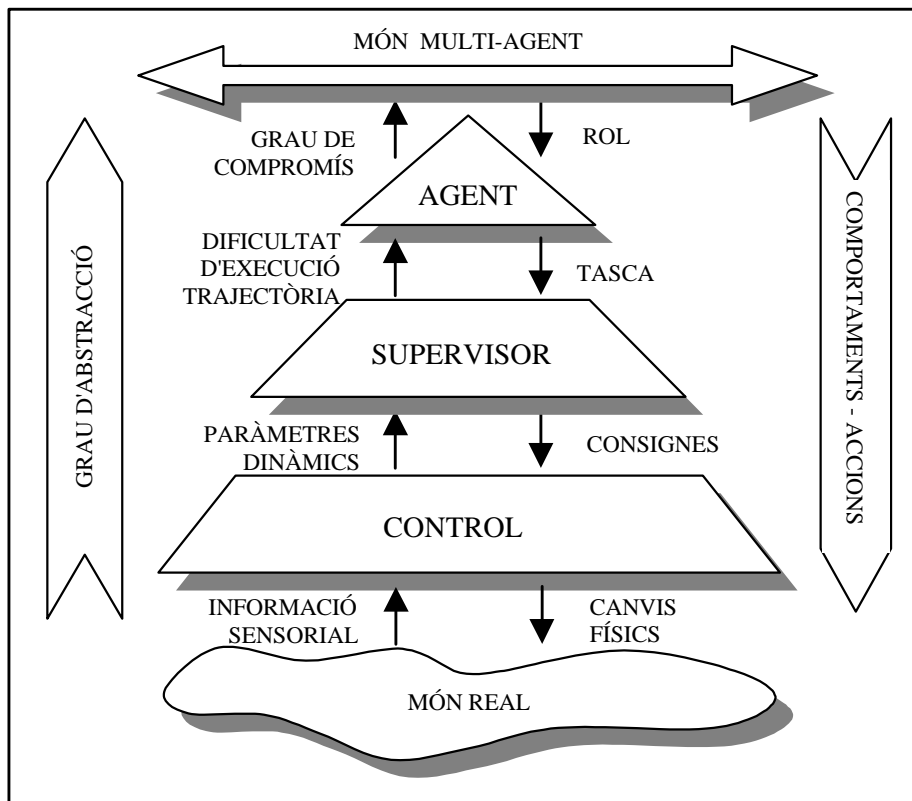 MÓN MULTI-AGENT
GRAU DE
COMPROMÍS
ROL
AGENT
DIFICULTAT
D'EXECUCIÓ
TRAJECTÒRIA
TASCA
SUPERVISOR
PARÀMETRES
DINÀMICS
CONSIGNES
CONTROL
INFORMACIÓ
SENSORIAL
CANVIS
FÍSICS
MÓN REAL
GRAU D'ABSTRACCIÓ
COMPORTAMENTS - ACCIONS